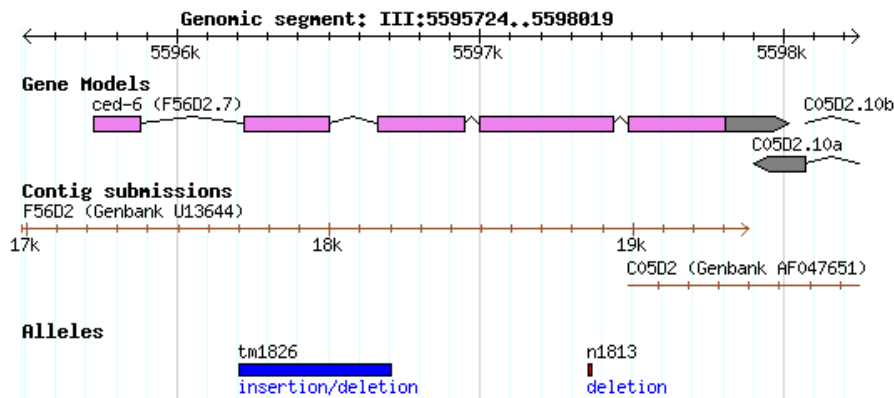 Genomic segment: III:5595724..5598019
5596k 5597k 5598k
Gene Models
ced-6 (F56D2.7) C05D2.10b
C05D2.10a
Contig submissions
F56D2 (Genbank U13644)
17k 18k 19k
C05D2 (Genbank AF047651)
Alleles
tm1826 n1813
insertion/deletion deletion